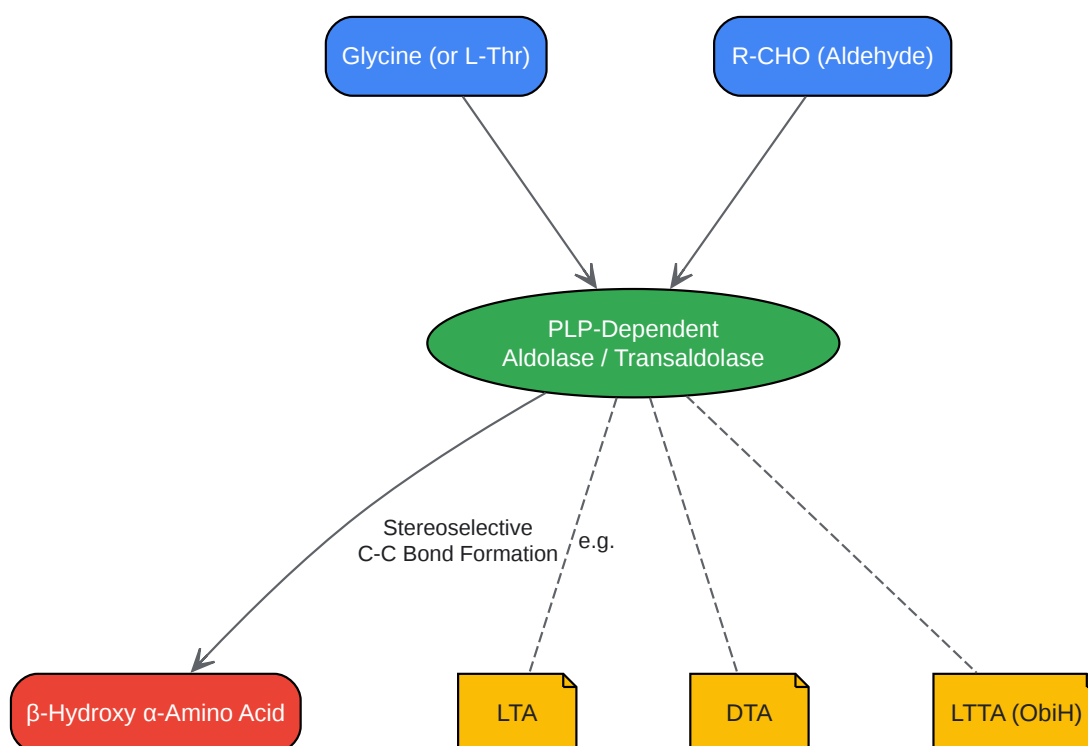 Glycine (or L-Thr)
R-CHO (Aldehyde)
PLP-Dependent
Aldolase / Transaldolase
Stereoselective
C-C Bond Formation
e.g.
β-Hydroxy α-Amino Acid
LTA
DTA
LTTA (ObiH)